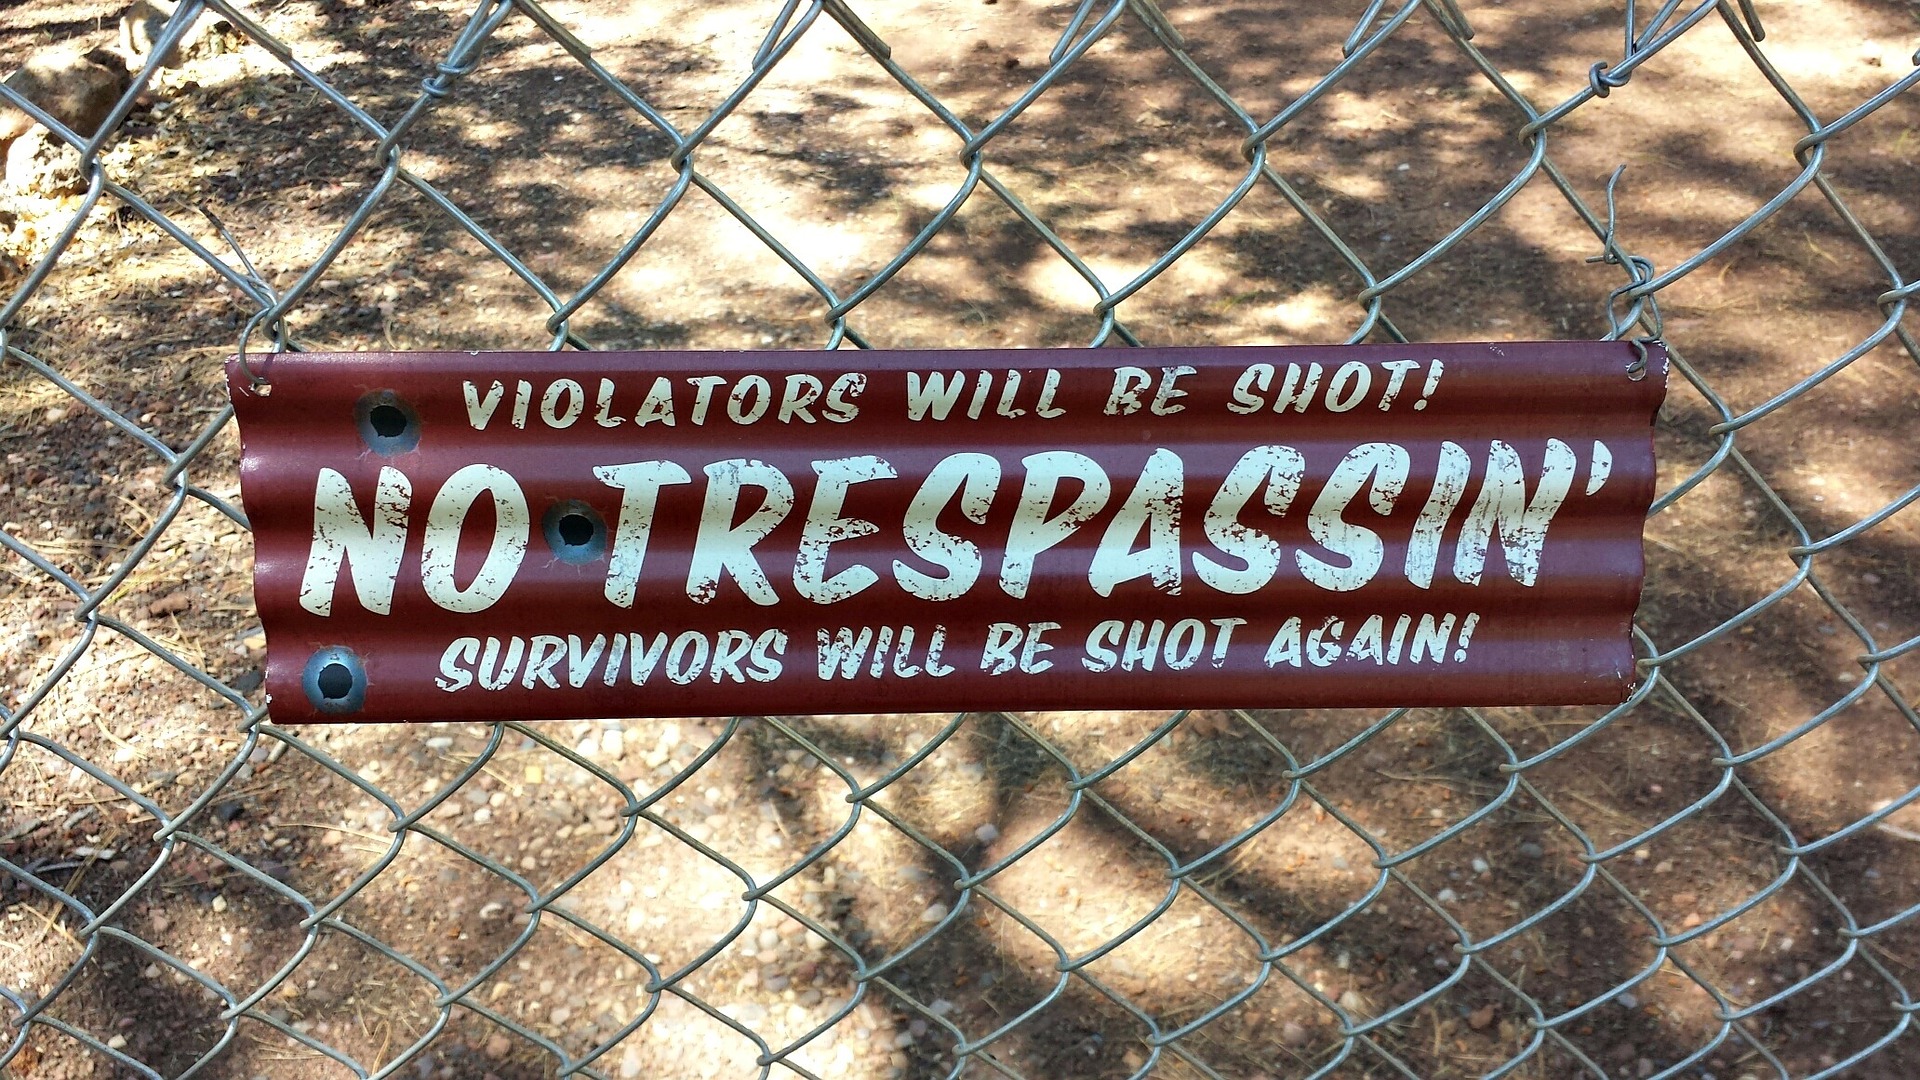 VIOLATORS WILL BE SHOT!
NO TRESPASSIN'
SURVIVORS WILL BE SHOT AGAIN!